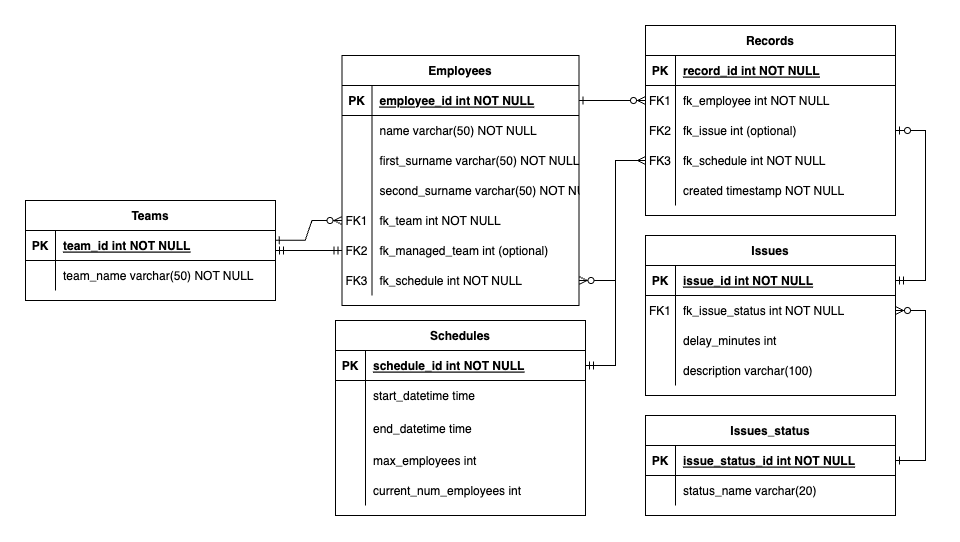 Records
PK record_id int NOT NULL
FK1 fk_employee int NOT NULL
FK2 fk_issue int (optional)
FK3 fk_schedule int NOT NULL
created timestamp NOT NULL
Employees
PK employee_id int NOT NULL
name varchar(50) NOT NULL
first_surname varchar(50) NOT NULL
second_surname varchar(50) NOT
FK1 fk_team int NOT NULL
FK2 fk_managed_team int (optional)
FK3 fk_schedule int NOT NULL
Teams
PK team_id int NOT NULL
team_name varchar(50) NOT NULL
Issues
PK issue_id int NOT NULL
FK1 fk_issue_status int NOT NULL
delay_minutes int
description varchar(100)
Schedules
PK schedule_id int NOT NULL
start_datetime time
end_datetime time
max_employees int
current_num_employees int
Issues_status
PK issue_status_id int NOT NULL
status_name varchar(20)